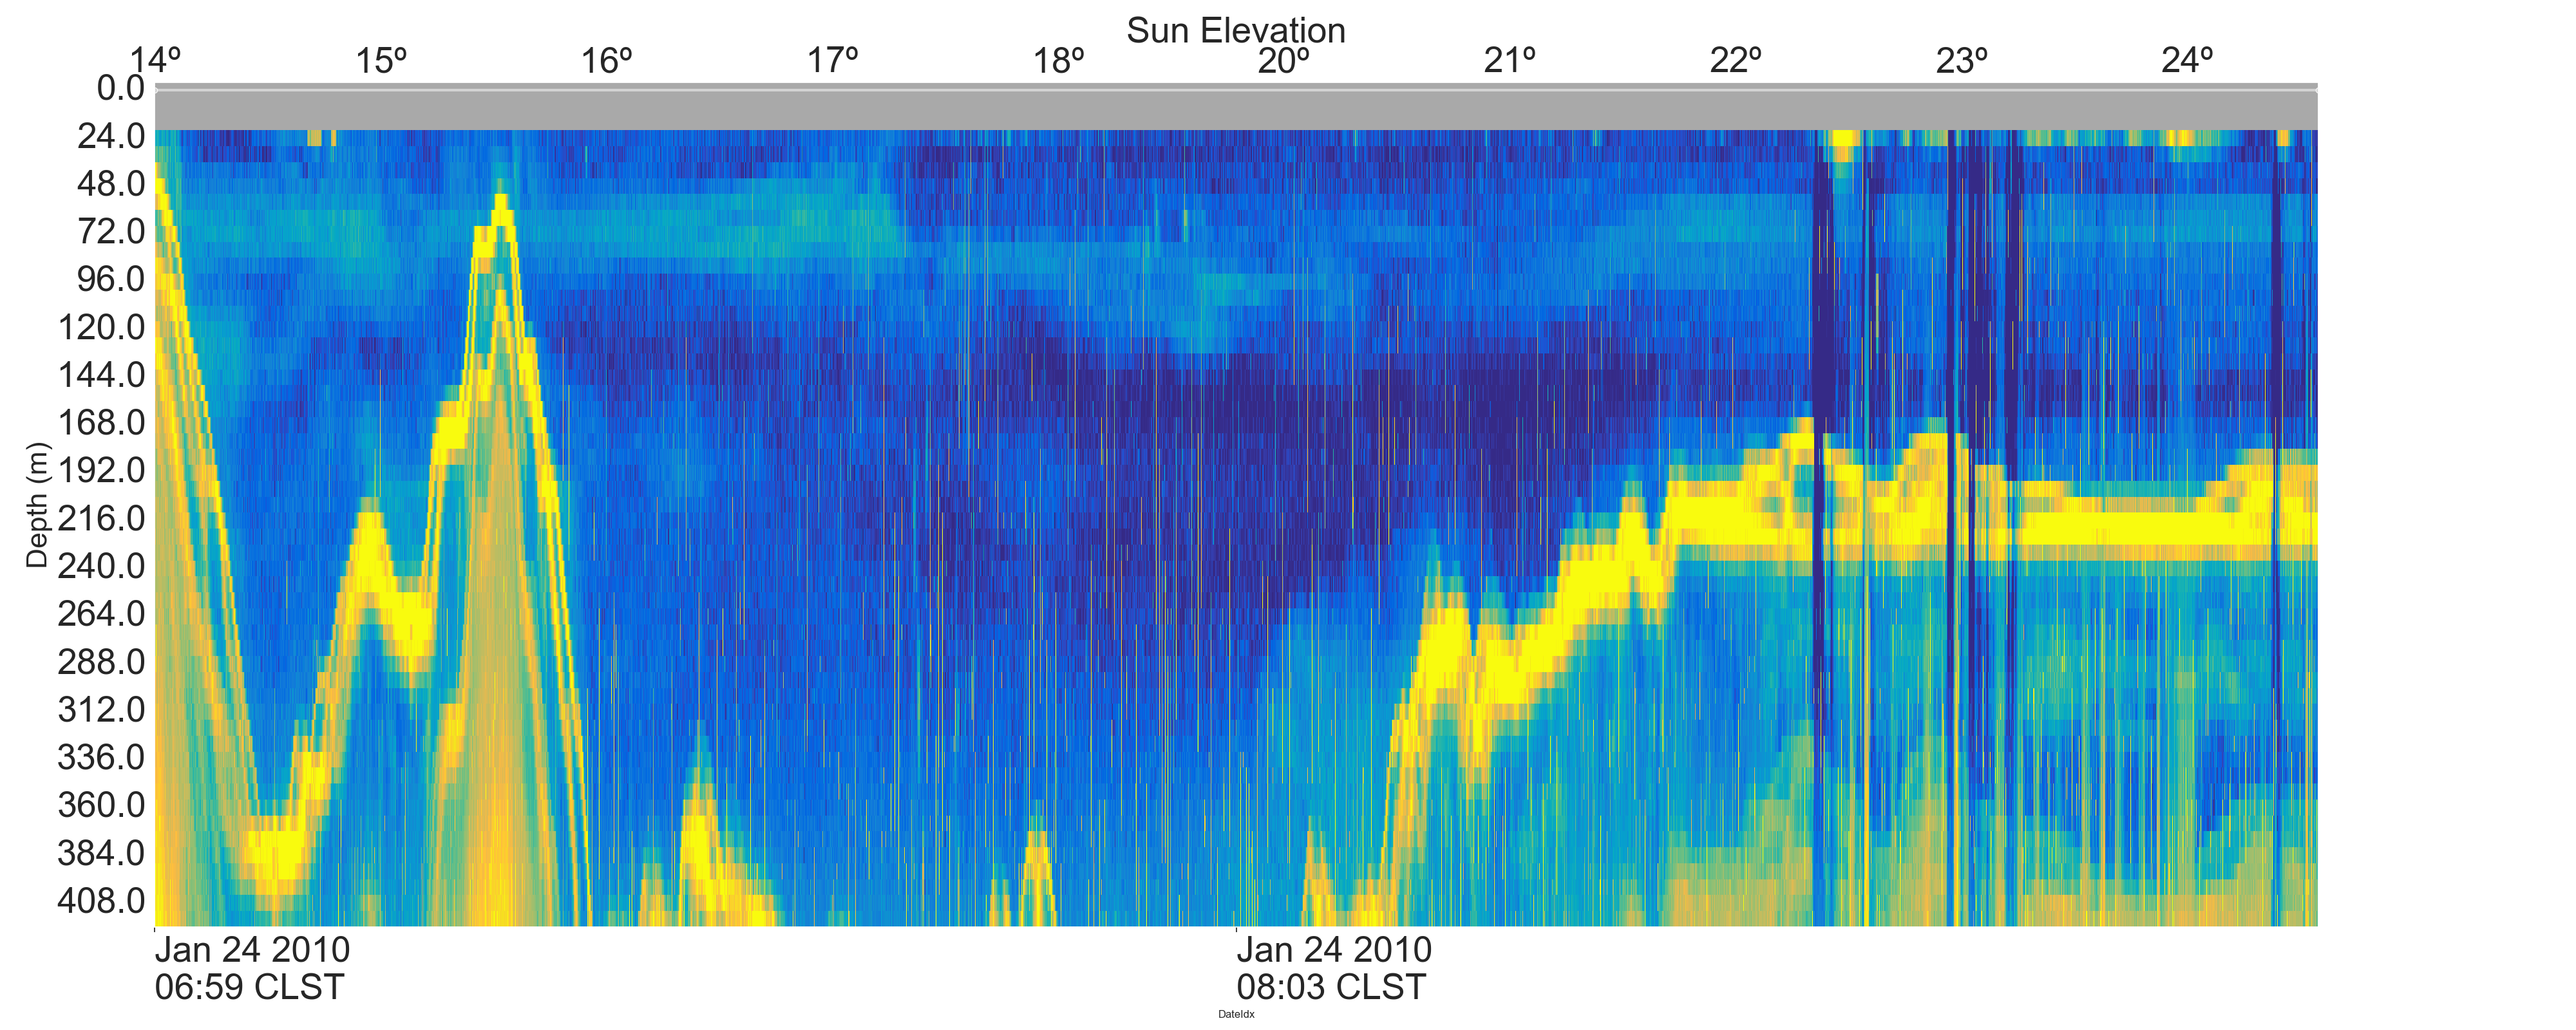 Sun Elevation
14º 15º 16º 17º 18º 20º 21º 22º 23º 24º
0.0
24.0
48.0
72.0
96.0
120.0
144.0
168.0
192.0
216.0
240.0
264.0
288.0
312.0
336.0
360.0
384.0
408.0
Depth (m)
Jan 24 2010
06:59 CLST
Jan 24 2010
08:03 CLST
DateIdx